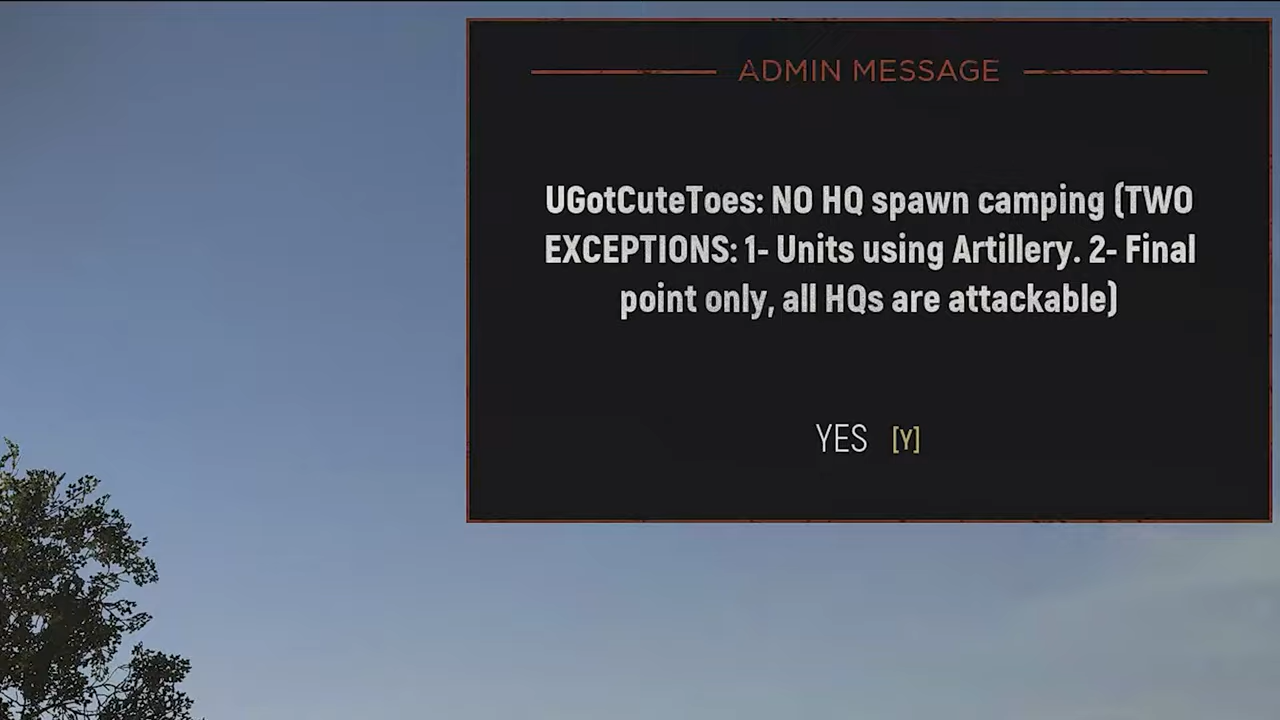 ADMIN MESSAGE
UGotCuteToes: NO HQ spawn camping (TWO
EXCEPTIONS: 1- Units using Artillery. 2- Final
point only, all HQs are attackable)
YES [Y]